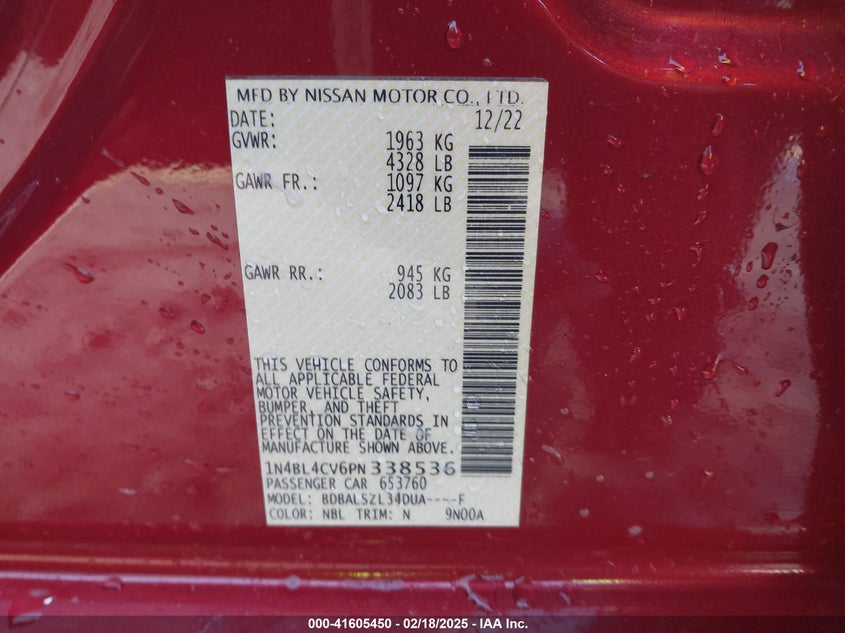 MFD BY NISSAN MOTOR CO., LTD.
DATE: 12/22
GVWR: 1963 KG
4328 LB
GAWR FR.: 1097 KG
2418 LB
GAWR RR.: 945 KG
2083 LB
THIS VEHICLE CONFORMS TO
ALL APPLICABLE FEDERAL
MOTOR VEHICLE SAFETY,
BUMPER, AND THEFT
PREVENTION STANDARDS IN
EFFECT ON THE DATE OF
MANUFACTURE SHOWN ABOVE.
1N4BL4CV6PN338536
PASSENGER CAR 653760
MODEL: BDBALSZL34DUA----F
COLOR: NBL TRIM: N 9N00A
000-41605450 - 02/18/2025 - IAA Inc.